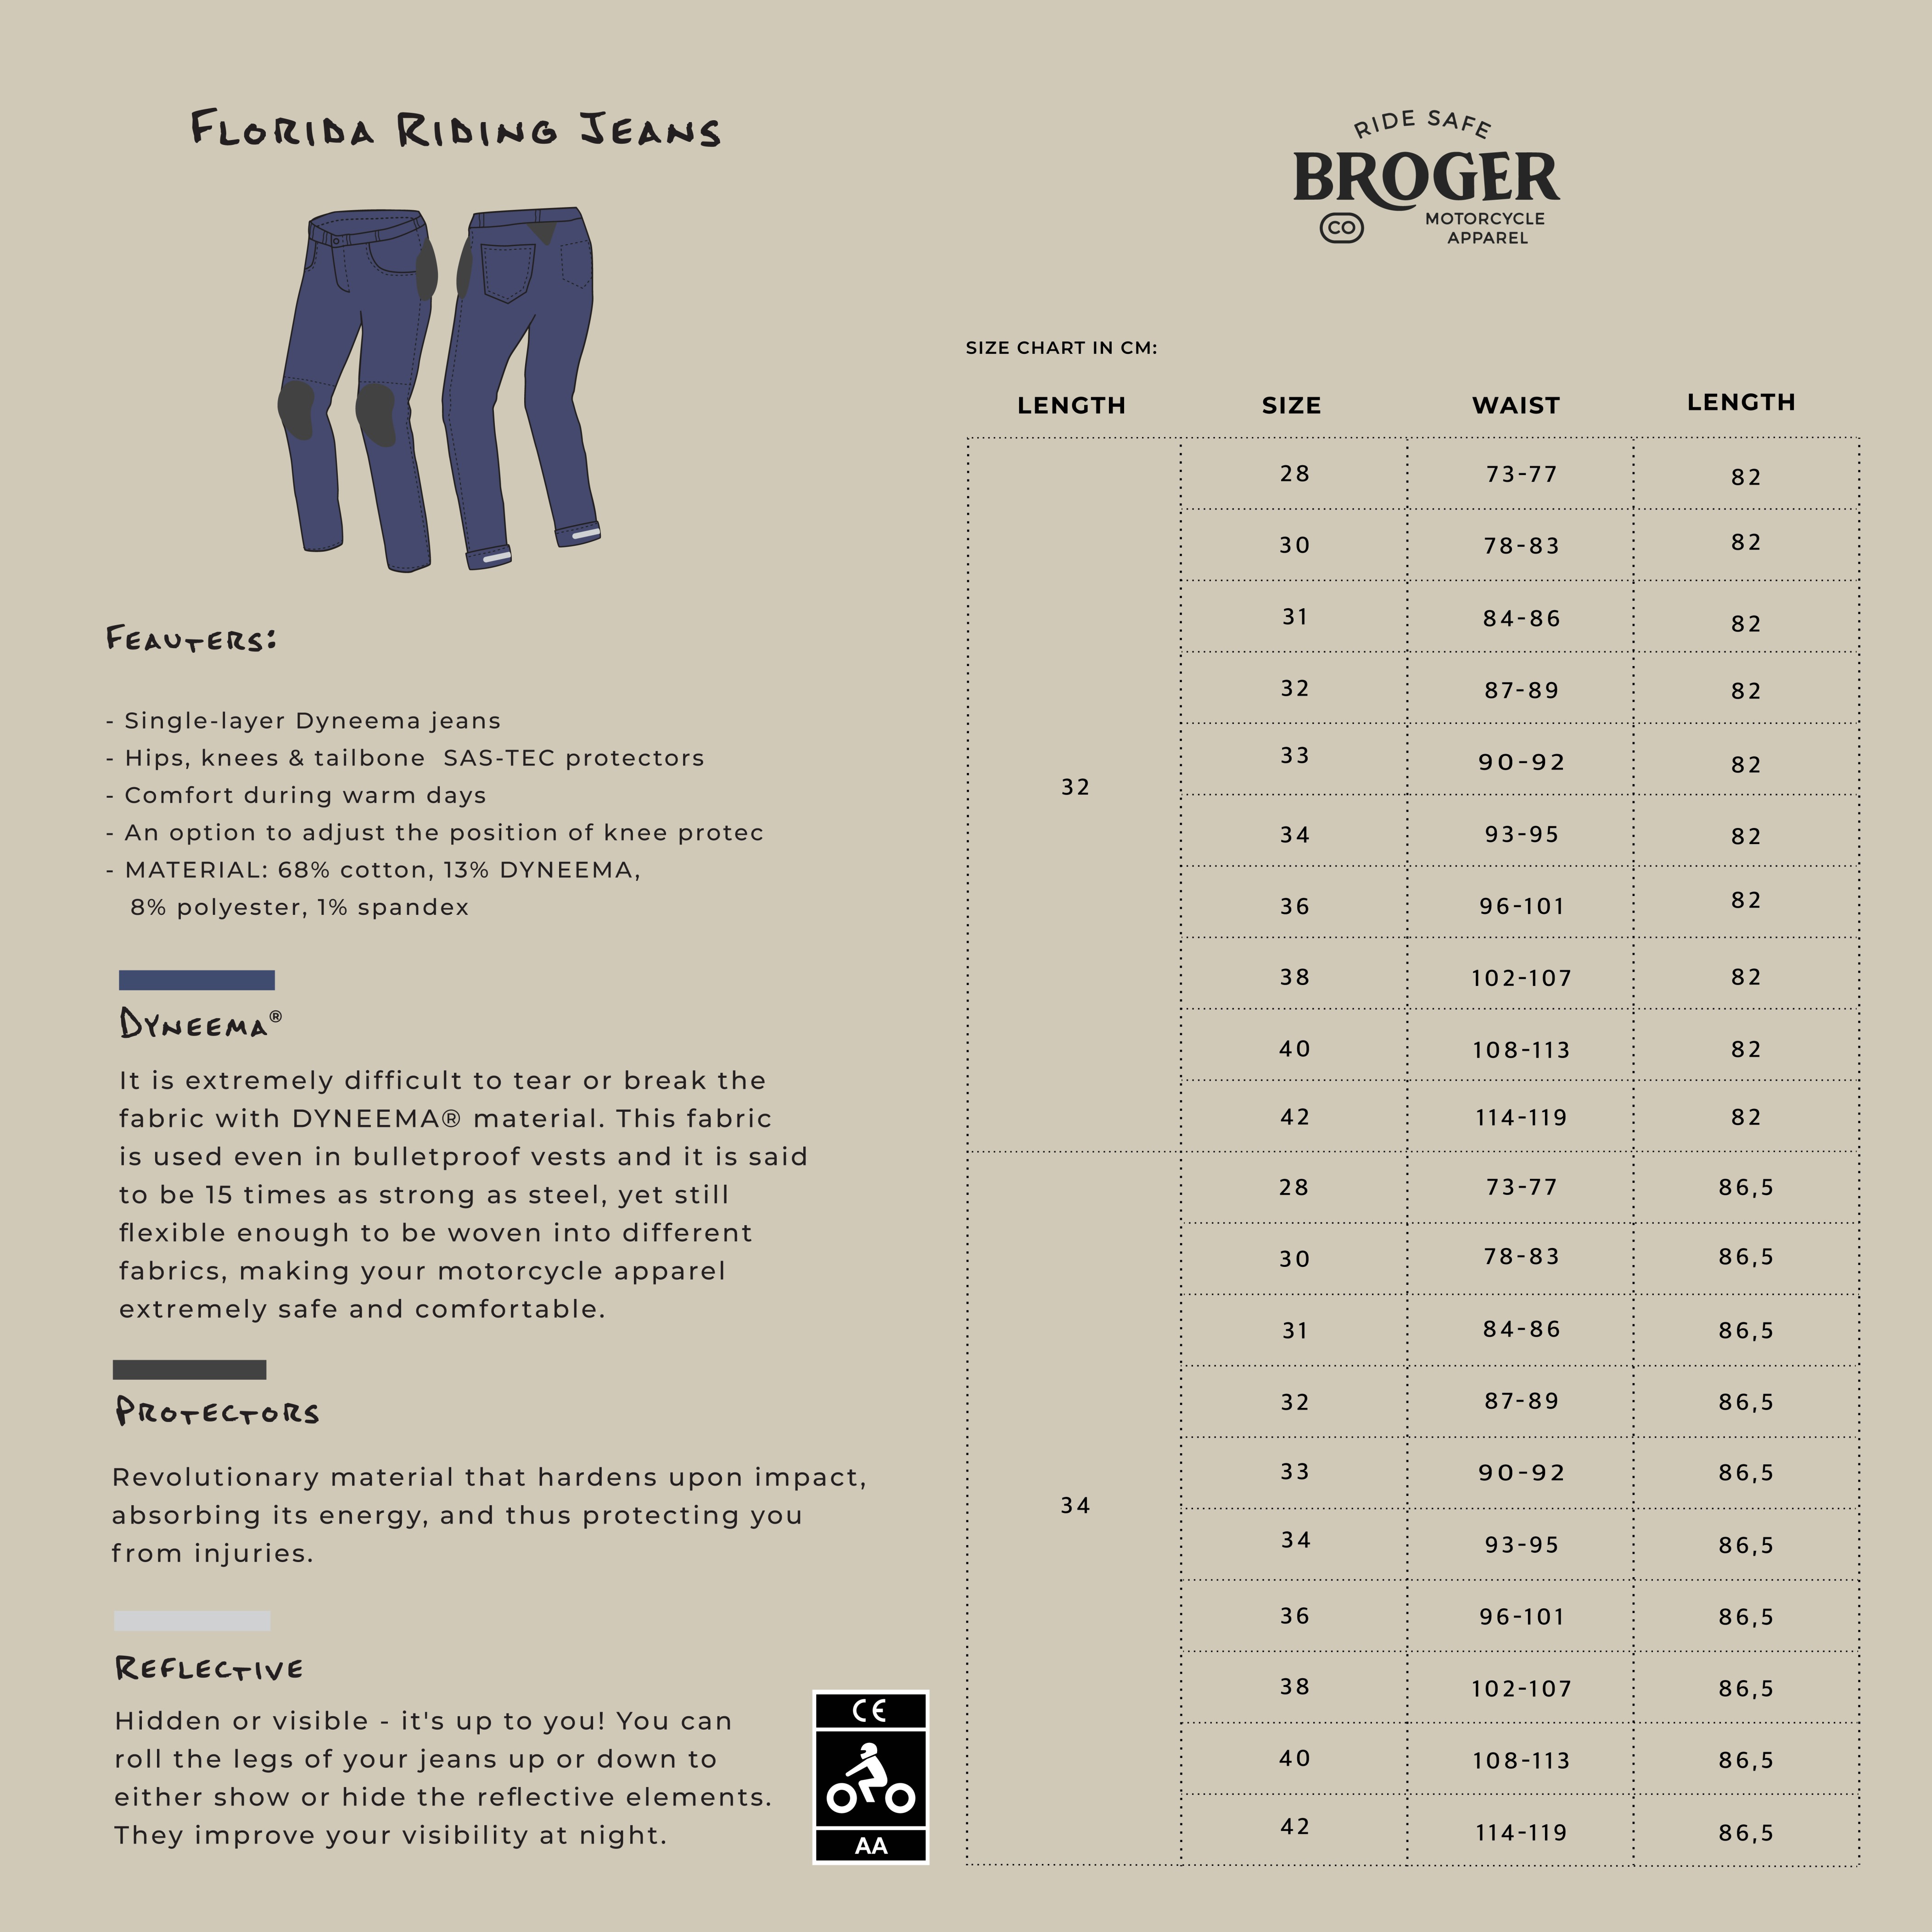 FLORIDA RIDING JEANS
FEAUTERS:
- Single-layer Dyneema jeans
- Hips, knees & tailbone  SAS-TEC protectors
- Comfort during warm days
- An option to adjust the position of knee protec
- MATERIAL: 68% cotton, 13% DYNEEMA,
8% polyester, 1% spandex
DYNEEMA®
It is extremely difficult to tear or break the
fabric with DYNEEMA® material. This fabric
is used even in bulletproof vests and it is said
to be 15 times as strong as steel, yet still
flexible enough to be woven into different
fabrics, making your motorcycle apparel
extremely safe and comfortable.
PROTECTORS
Revolutionary material that hardens upon impact,
absorbing its energy, and thus protecting you
from injuries.
REFLECTIVE
Hidden or visible - it's up to you! You can
roll the legs of your jeans up or down to
either show or hide the reflective elements.
They improve your visibility at night.
CE
AA
RIDE SAFE
BROGER
CO
MOTORCYCLE
APPAREL
SIZE CHART IN CM:
LENGTH SIZE WAIST LENGTH
32
28 73-77 82
30 78-83 82
31 84-86 82
32 87-89 82
33 90-92 82
34 93-95 82
36 96-101 82
38 102-107 82
40 108-113 82
42 114-119 82
34
28 73-77 86,5
30 78-83 86,5
31 84-86 86,5
32 87-89 86,5
33 90-92 86,5
34 93-95 86,5
36 96-101 86,5
38 102-107 86,5
40 108-113 86,5
42 114-119 86,5